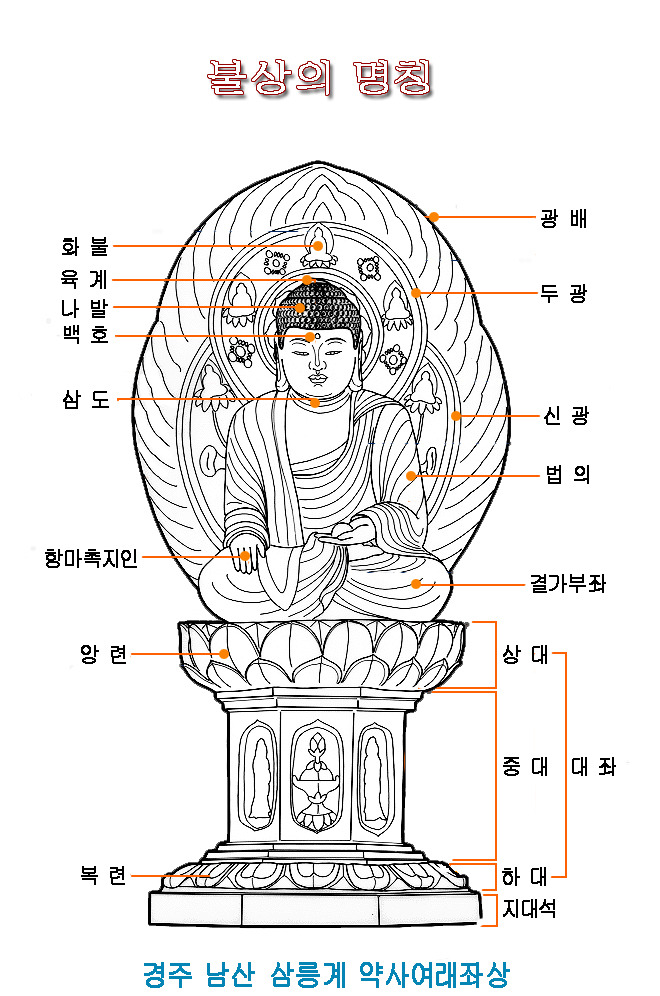 불상의 명칭
광 배
화 불
육 계
두 광
나 발
백 호
삼 도
신 광
법 의
항마촉지인
결가부좌
앙 련
상 대
중 대
대 좌
복 련
하 대
지대석
경주 남산 삼릉계 약사여래좌상